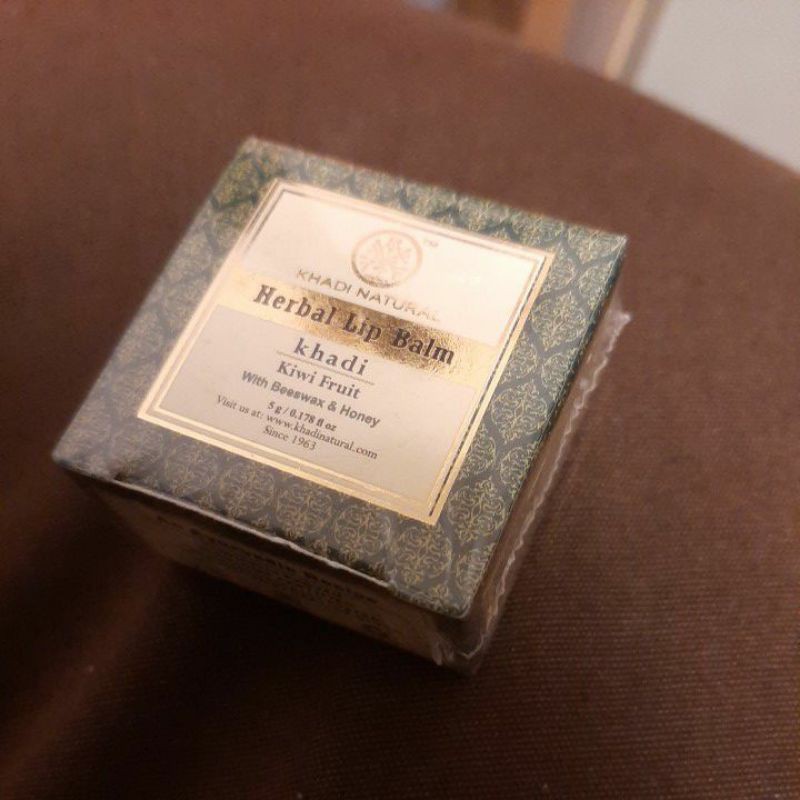 TM
KHADI NATURAL
Herbal Lip Balm
khadi
Kiwi Fruit
With Beeswax & Honey
5 g / 0.178 fl oz
Visit us at: www.khadinatural.com
Since 1963